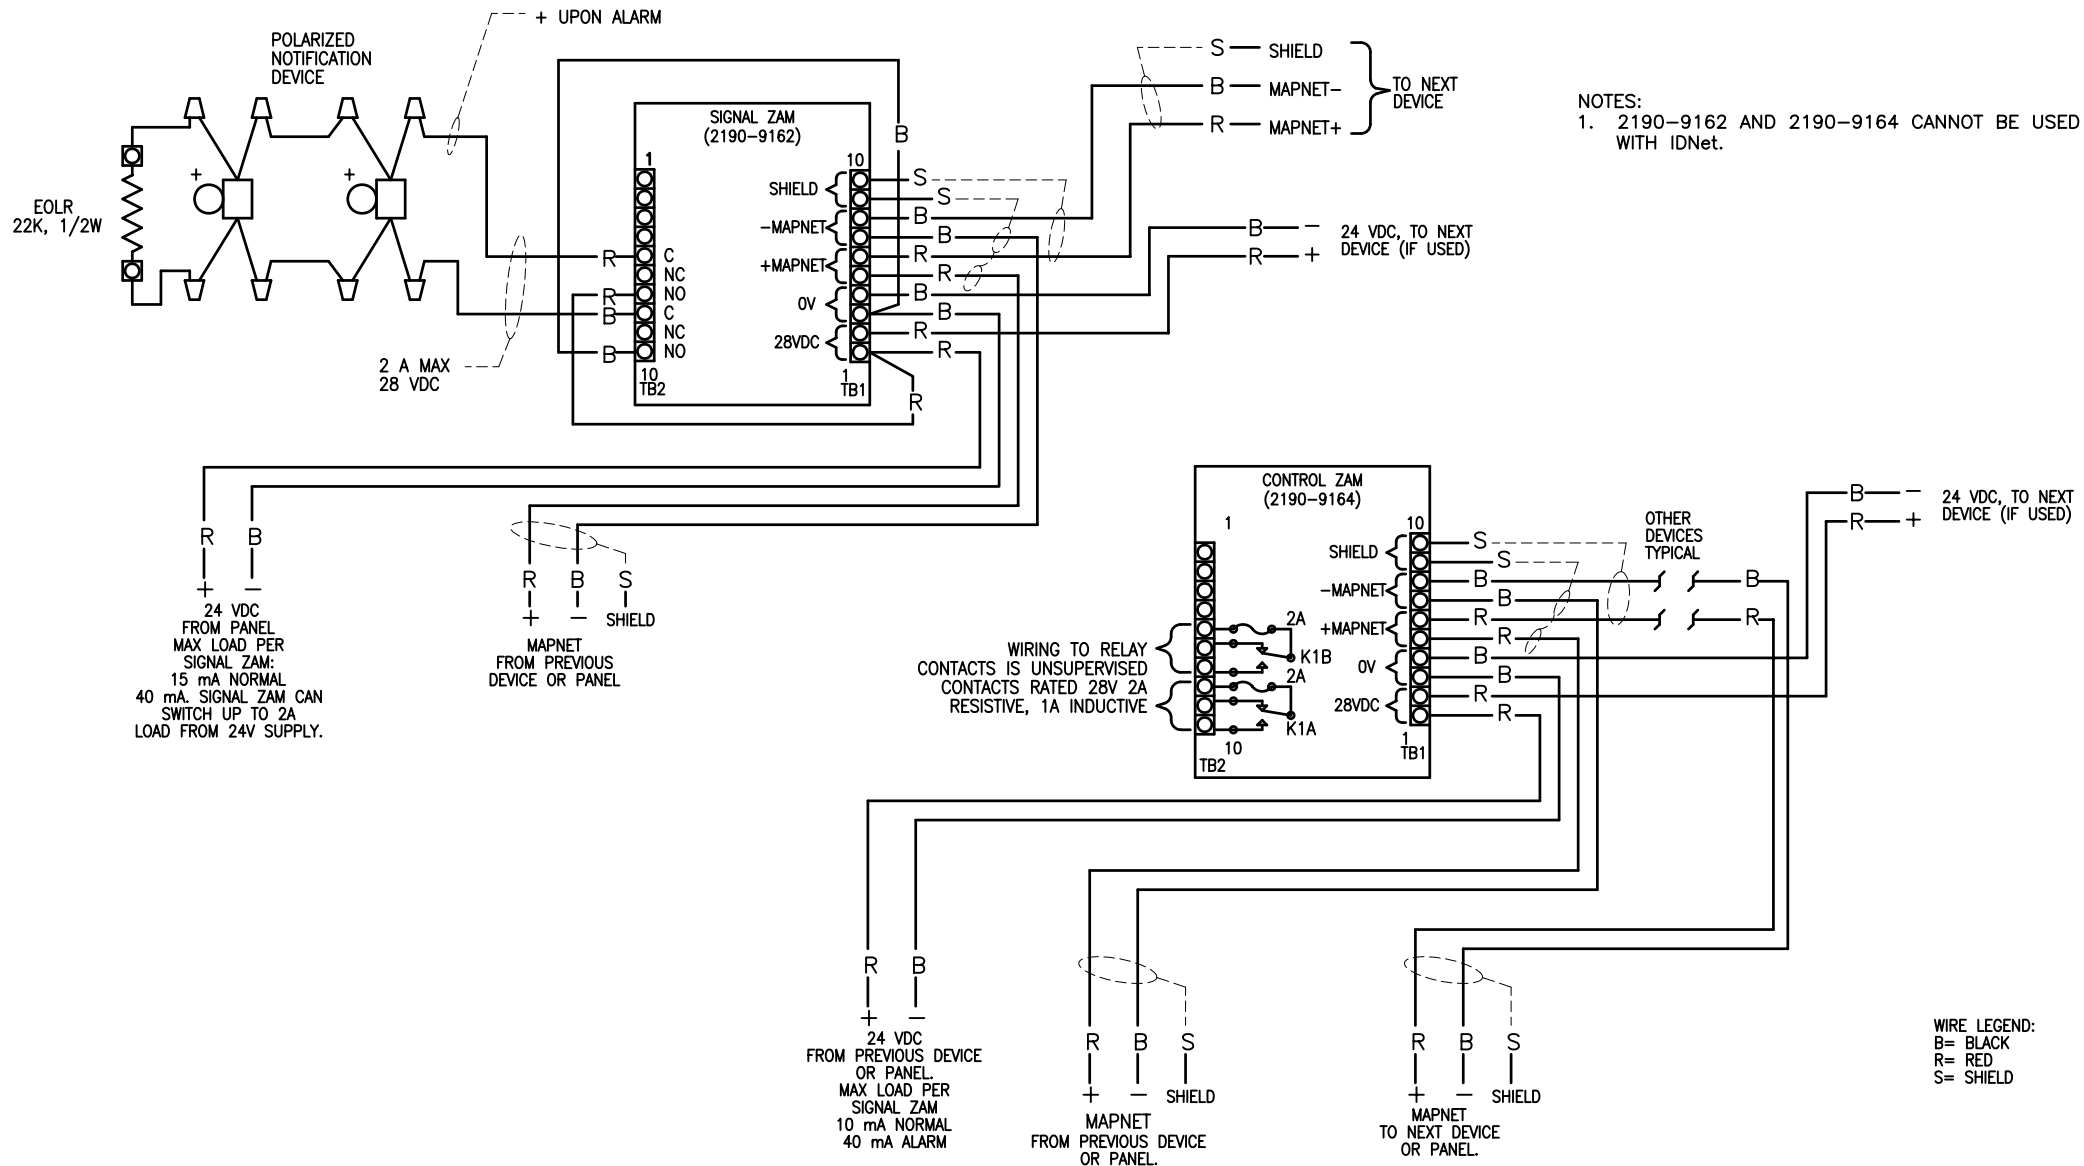 + UPON ALARM
POLARIZED
NOTIFICATION
DEVICE
+
+
EOLR
22K, 1/2W
2 A MAX
28 VDC
SIGNAL ZAM
(2190-9162)
1
10
SHIELD
-MAPNET
+MAPNET
0V
28VDC
C
NC
NO
C
NC
NO
10
TB2
1
TB1
R
R
B
B
B
S
S
B
B
R
R
B
B
R
R
R
S SHIELD
B MAPNET-
R MAPNET+
TO NEXT
DEVICE
B -
R +
24 VDC, TO NEXT
DEVICE (IF USED)
NOTES:
1. 2190-9162 AND 2190-9164 CANNOT BE USED
WITH IDNet.
R B
+ -
24 VDC
FROM PANEL
MAX LOAD PER
SIGNAL ZAM:
15 mA NORMAL
40 mA. SIGNAL ZAM CAN
SWITCH UP TO 2A
LOAD FROM 24V SUPPLY.
R B S
+ - SHIELD
MAPNET
FROM PREVIOUS
DEVICE OR PANEL
CONTROL ZAM
(2190-9164)
1
10
SHIELD
-MAPNET
+MAPNET
0V
28VDC
2A
K1B
2A
K1A
10
TB2
1
TB1
WIRING TO RELAY
CONTACTS IS UNSUPERVISED
CONTACTS RATED 28V 2A
RESISTIVE, 1A INDUCTIVE
S
S
B
B
R
R
B
B
R
R
OTHER
DEVICES
TYPICAL
B
R
B -
R +
24 VDC, TO NEXT
DEVICE (IF USED)
R B
+ -
24 VDC
FROM PREVIOUS DEVICE
OR PANEL.
MAX LOAD PER
SIGNAL ZAM
10 mA NORMAL
40 mA ALARM
R B S
+ - SHIELD
MAPNET
FROM PREVIOUS DEVICE
OR PANEL.
R B S
+ - SHIELD
MAPNET
TO NEXT DEVICE
OR PANEL.
WIRE LEGEND:
B= BLACK
R= RED
S= SHIELD